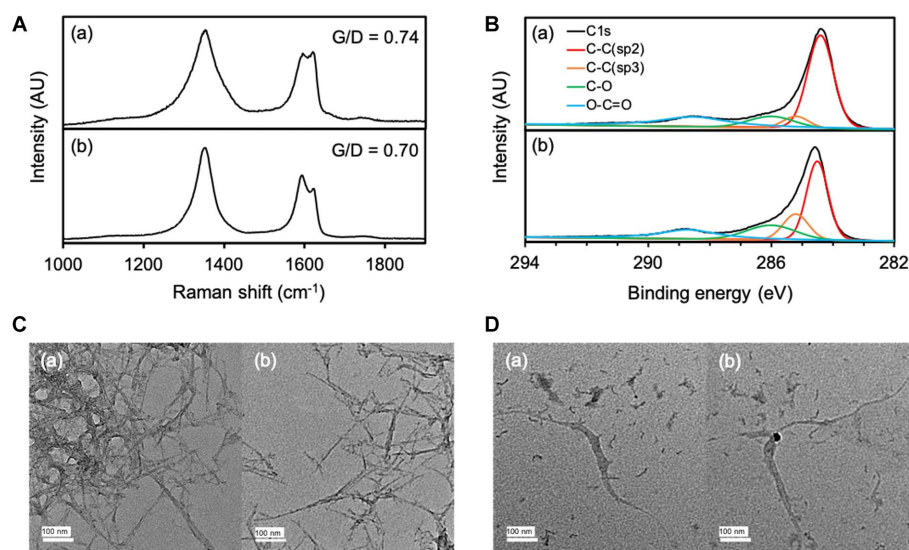 A
(a)
G/D = 0.74
(b)
G/D = 0.70
Intensity (AU)
1000 1200 1400 1600 1800
Raman shift (cm⁻¹)
B
(a)
C1s
C-C(sp2)
C-C(sp3)
C-O
O-C=O
(b)
Intensity (AU)
294 290 286 282
Binding energy (eV)
C
(a)
(b)
100 nm
100 nm
D
(a)
(b)
100 nm
100 nm